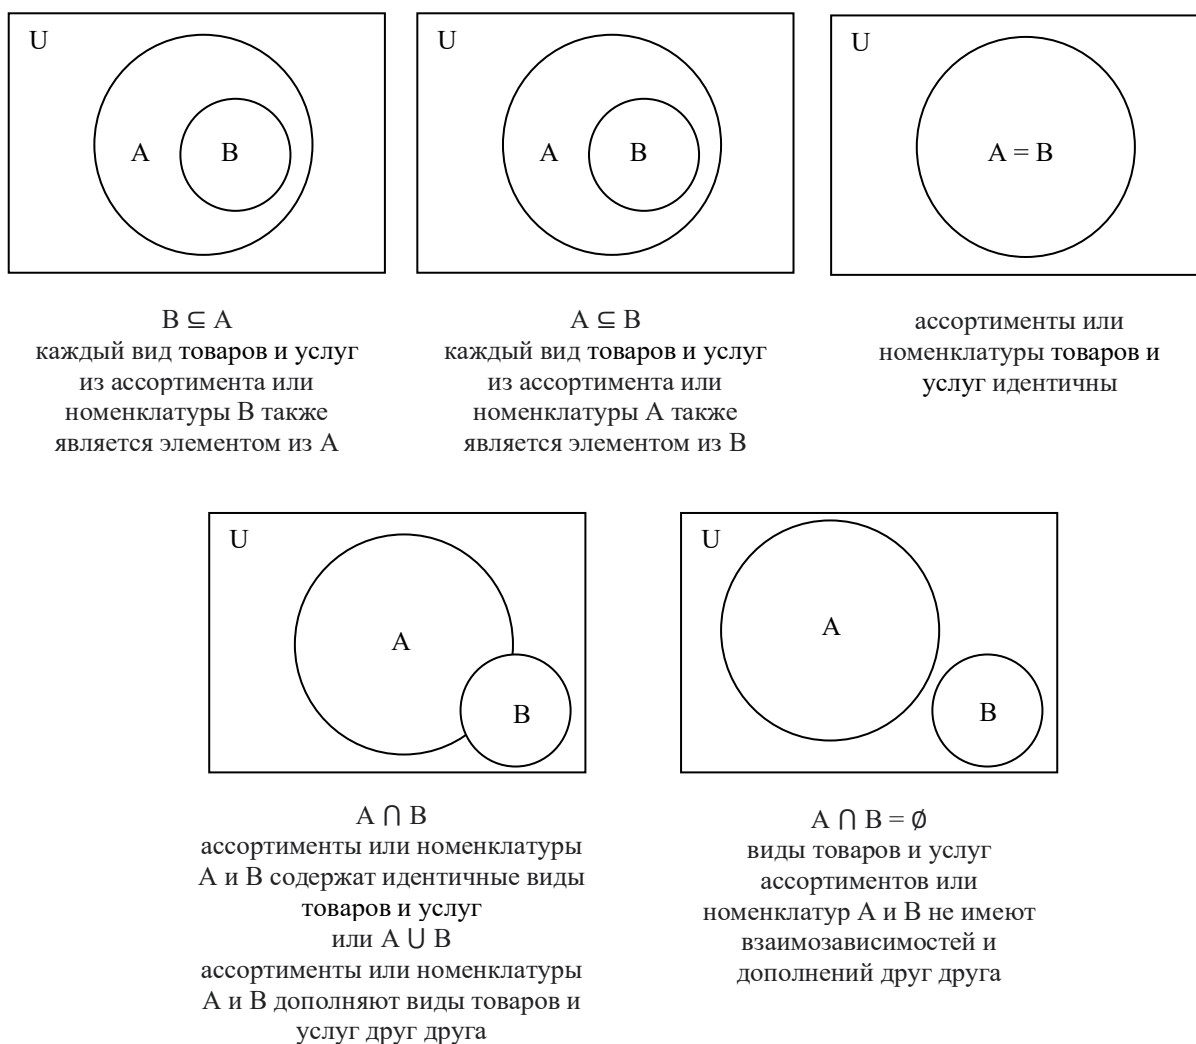 U
A
B
B ⊆ A
каждый вид товаров и услуг
из ассортимента или
номенклатуры B также
является элементом из A
U
A
B
A ⊆ B
каждый вид товаров и услуг
из ассортимента или
номенклатуры A также
является элементом из B
U
A = B
ассортименты или
номенклатуры товаров и
услуг идентичны
U
A
B
A ⋂ B
ассортименты или номенклатуры
A и B содержат идентичные виды
товаров и услуг
или A ⋃ B
ассортименты или номенклатуры
A и B дополняют виды товаров и
услуг друг друга
U
A
B
A ⋂ B = ∅
виды товаров и услуг
ассортиментов или
номенклатур A и B не имеют
взаимозависимостей и
дополнений друг друга